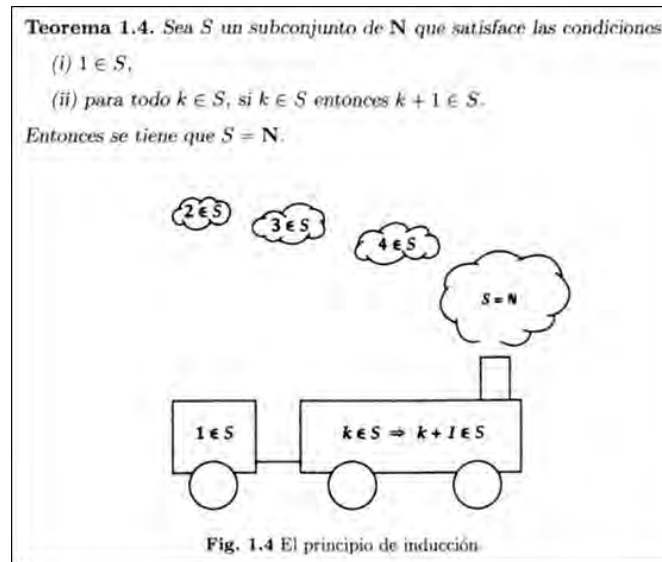 Teorema 1.4. Sea S un subconjunto de N que satisface las condiciones
(i) 1 ∈ S,
(ii) para todo k ∈ S, si k ∈ S entonces k + 1 ∈ S.
Entonces se tiene que S = N.
2 ∈ S
3 ∈ S
4 ∈ S
S = N
1 ∈ S
k ∈ S ⇒ k + 1 ∈ S
Fig. 1.4 El principio de inducción